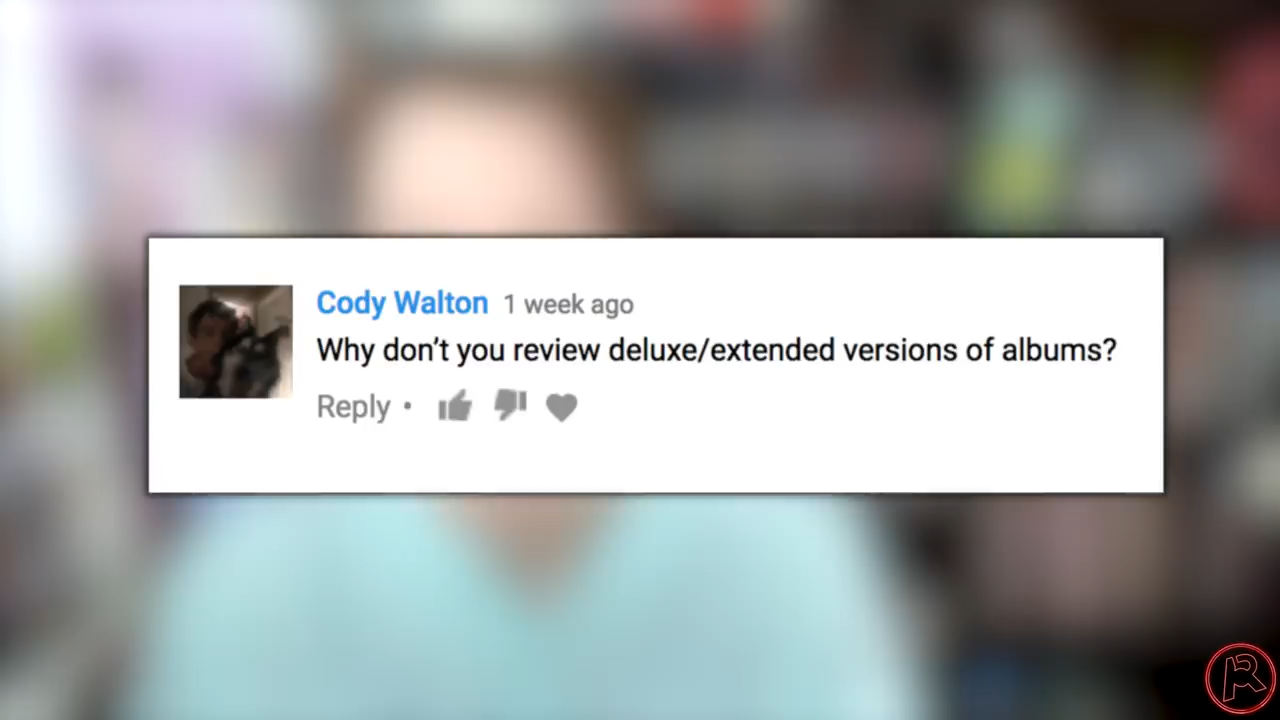 Cody Walton 1 week ago
Why don't you review deluxe/extended versions of albums?
Reply •